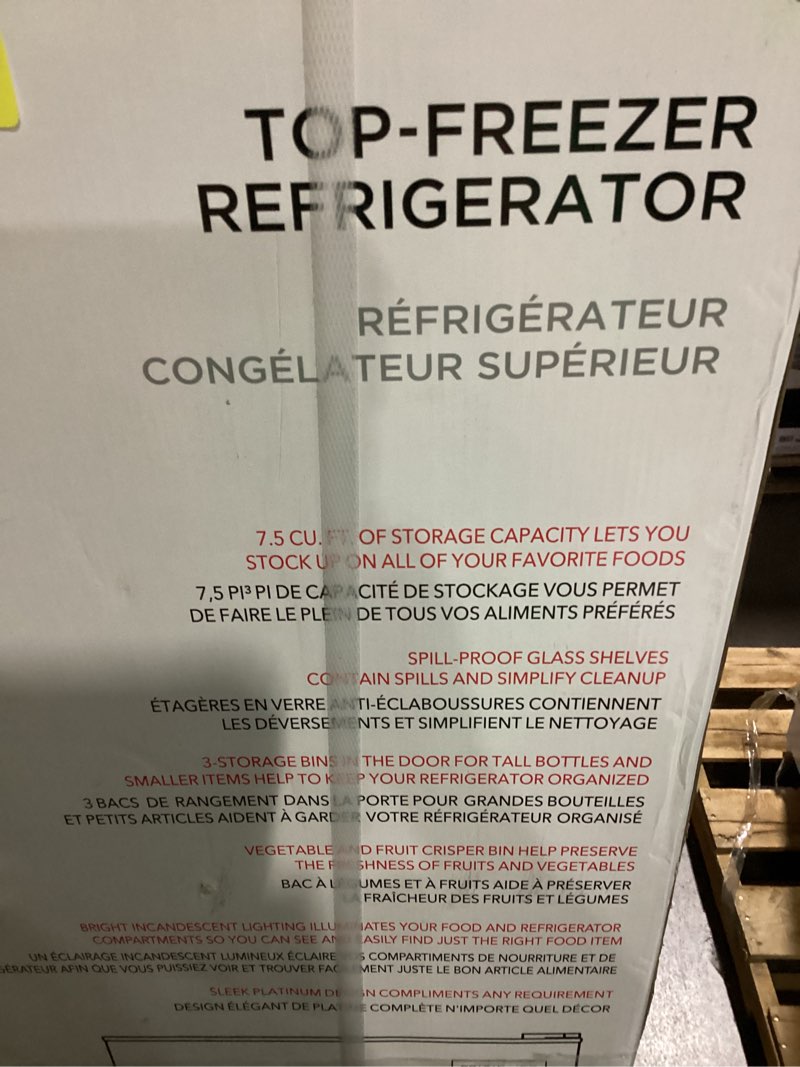 TOP-FREEZER
REFRIGERATOR
RÉFRIGÉRATEUR
CONGÉLATEUR SUPÉRIEUR
7.5 CU. FT. OF STORAGE CAPACITY LETS YOU
STOCK UP ON ALL OF YOUR FAVORITE FOODS
7,5 PI³ PI DE CAPACITÉ DE STOCKAGE VOUS PERMET
DE FAIRE LE PLEIN DE TOUS VOS ALIMENTS PRÉFÉRÉS
SPILL-PROOF GLASS SHELVES
CONTAIN SPILLS AND SIMPLIFY CLEANUP
ÉTAGÈRES EN VERRE ANTI-ÉCLABOUSSURES CONTIENNENT
LES DÉVERSEMENTS ET SIMPLIFIENT LE NETTOYAGE
3-STORAGE BINS IN THE DOOR FOR TALL BOTTLES AND
SMALLER ITEMS HELP TO KEEP YOUR REFRIGERATOR ORGANIZED
3 BACS DE RANGEMENT DANS LA PORTE POUR GRANDES BOUTEILLES
ET PETITS ARTICLES AIDENT À GARDER VOTRE RÉFRIGÉRATEUR ORGANISÉ
VEGETABLE AND FRUIT CRISPER BIN HELP PRESERVE
THE FRESHNESS OF FRUITS AND VEGETABLES
BAC À LÉGUMES ET À FRUITS AIDE À PRÉSERVER
LA FRAÎCHEUR DES FRUITS ET LÉGUMES
BRIGHT INCANDESCENT LIGHTING ILLUMINATES YOUR FOOD AND REFRIGERATOR
COMPARTMENTS SO YOU CAN SEE AND EASILY FIND JUST THE RIGHT FOOD ITEM
UN ÉCLAIRAGE INCANDESCENT LUMINEUX ÉCLAIRE VOS COMPARTIMENTS DE NOURRITURE ET DE
GÉRATEUR AFIN QUE VOUS PUISSIEZ VOIR ET TROUVER FACILEMENT JUSTE LE BON ARTICLE ALIMENTAIRE
SLEEK PLATINUM DESIGN COMPLIMENTS ANY REQUIREMENT
DESIGN ÉLÉGANT DE PLATINE COMPLÈTE N'IMPORTE QUEL DÉCOR